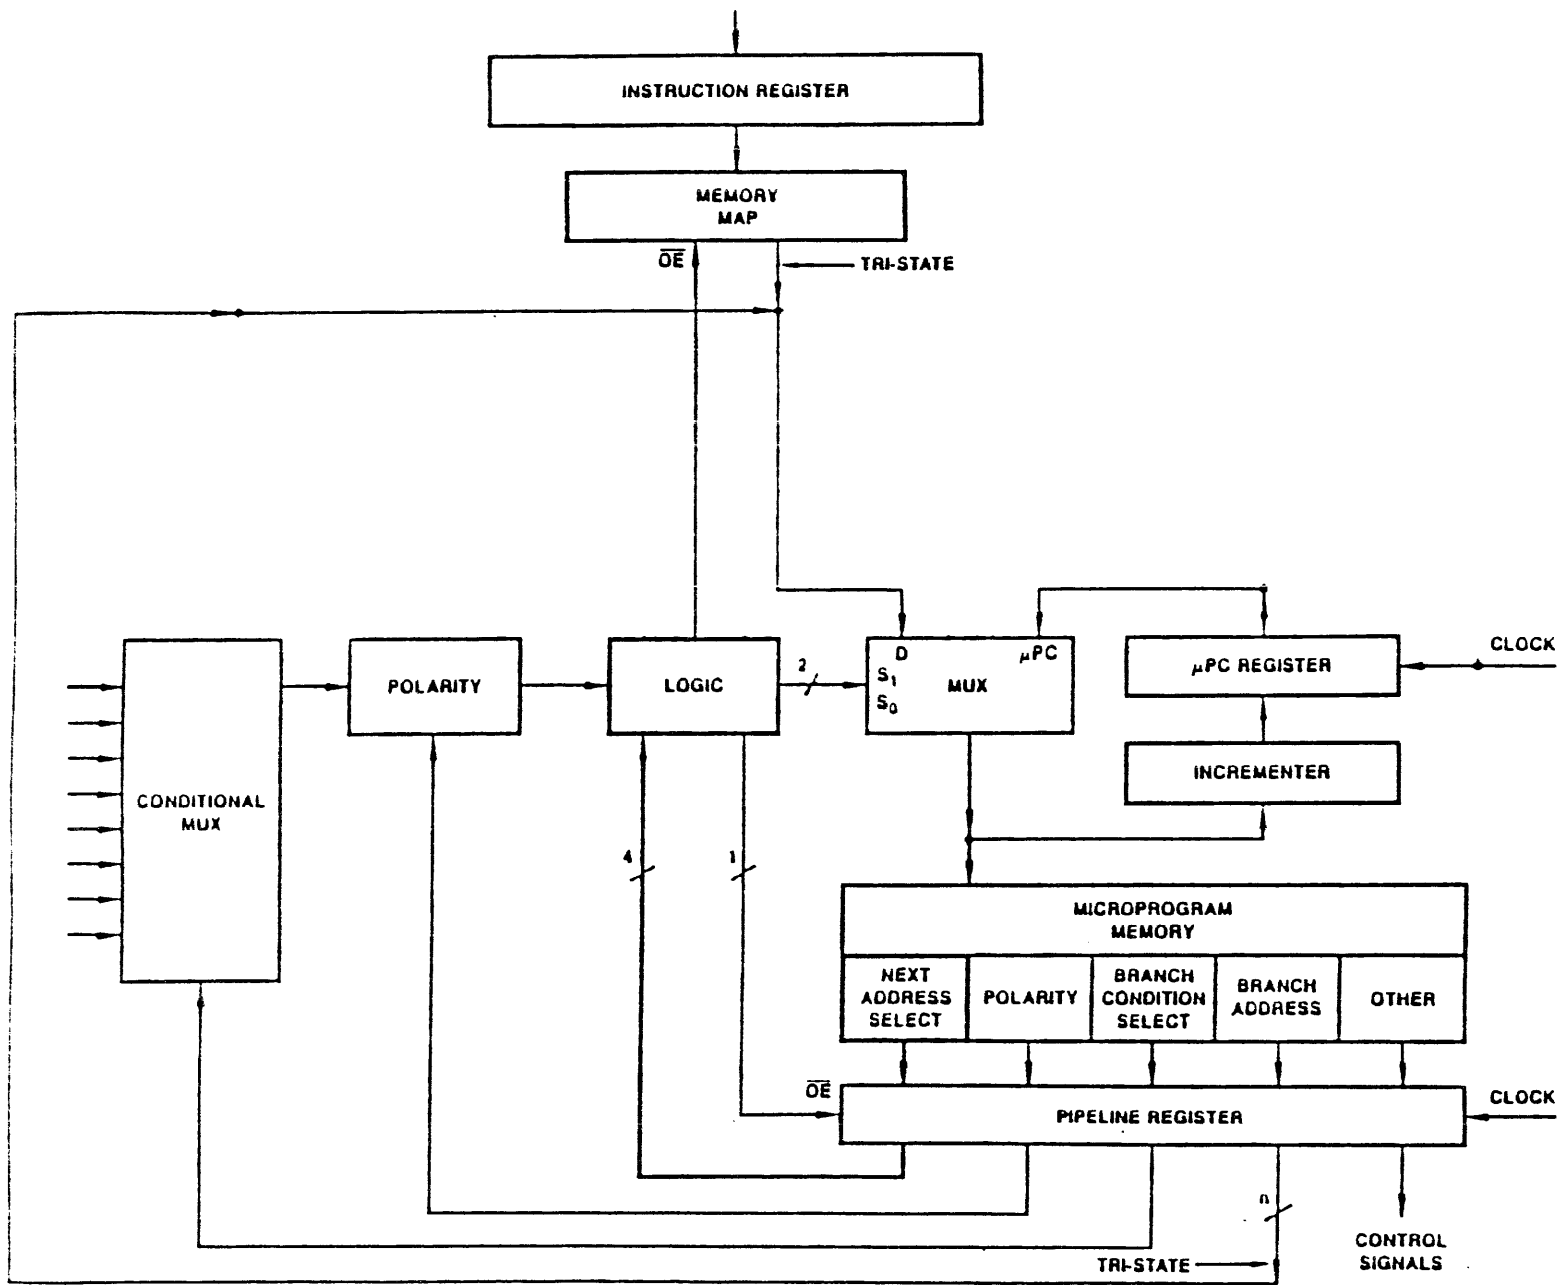 INSTRUCTION REGISTER
MEMORY
MAP
OE
TRI-STATE
CLOCK
D
μPC
S1
S0
MUX
μPC REGISTER
POLARITY
LOGIC
2
INCREMENTER
CONDITIONAL
MUX
4
1
MICROPROGRAM
MEMORY
NEXT
ADDRESS
SELECT
POLARITY
BRANCH
CONDITION
SELECT
BRANCH
ADDRESS
OTHER
OE
CLOCK
PIPELINE REGISTER
n
CONTROL
SIGNALS
TRI-STATE